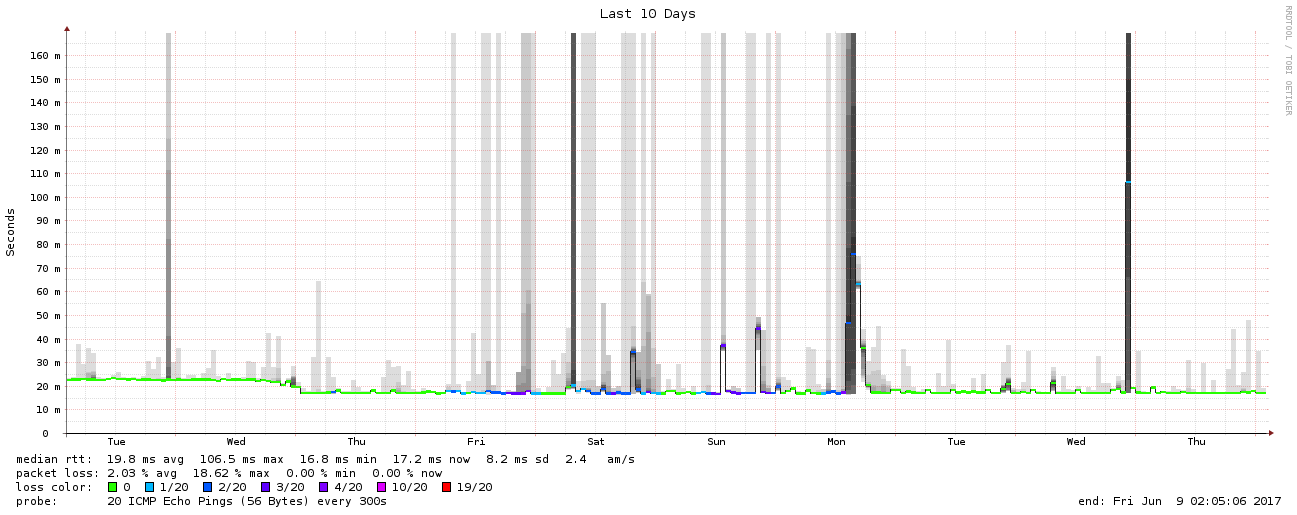 Last 10 Days
RRDTOOL / TOBI OETIKER
Seconds
160 m
150 m
140 m
130 m
120 m
110 m
100 m
90 m
80 m
70 m
60 m
50 m
40 m
30 m
20 m
10 m
0
Tue Wed Thu Fri Sat Sun Mon Tue Wed Thu
median rtt: 19.8 ms avg 106.5 ms max 16.8 ms min 17.2 ms now 8.2 ms sd 2.4 am/s
packet loss: 2.03 % avg 18.62 % max 0.00 % min 0.00 % now
loss color: 0 1/20 2/20 3/20 4/20 10/20 19/20
probe: 20 ICMP Echo Pings (56 Bytes) every 300s end: Fri Jun 9 02:05:06 2017